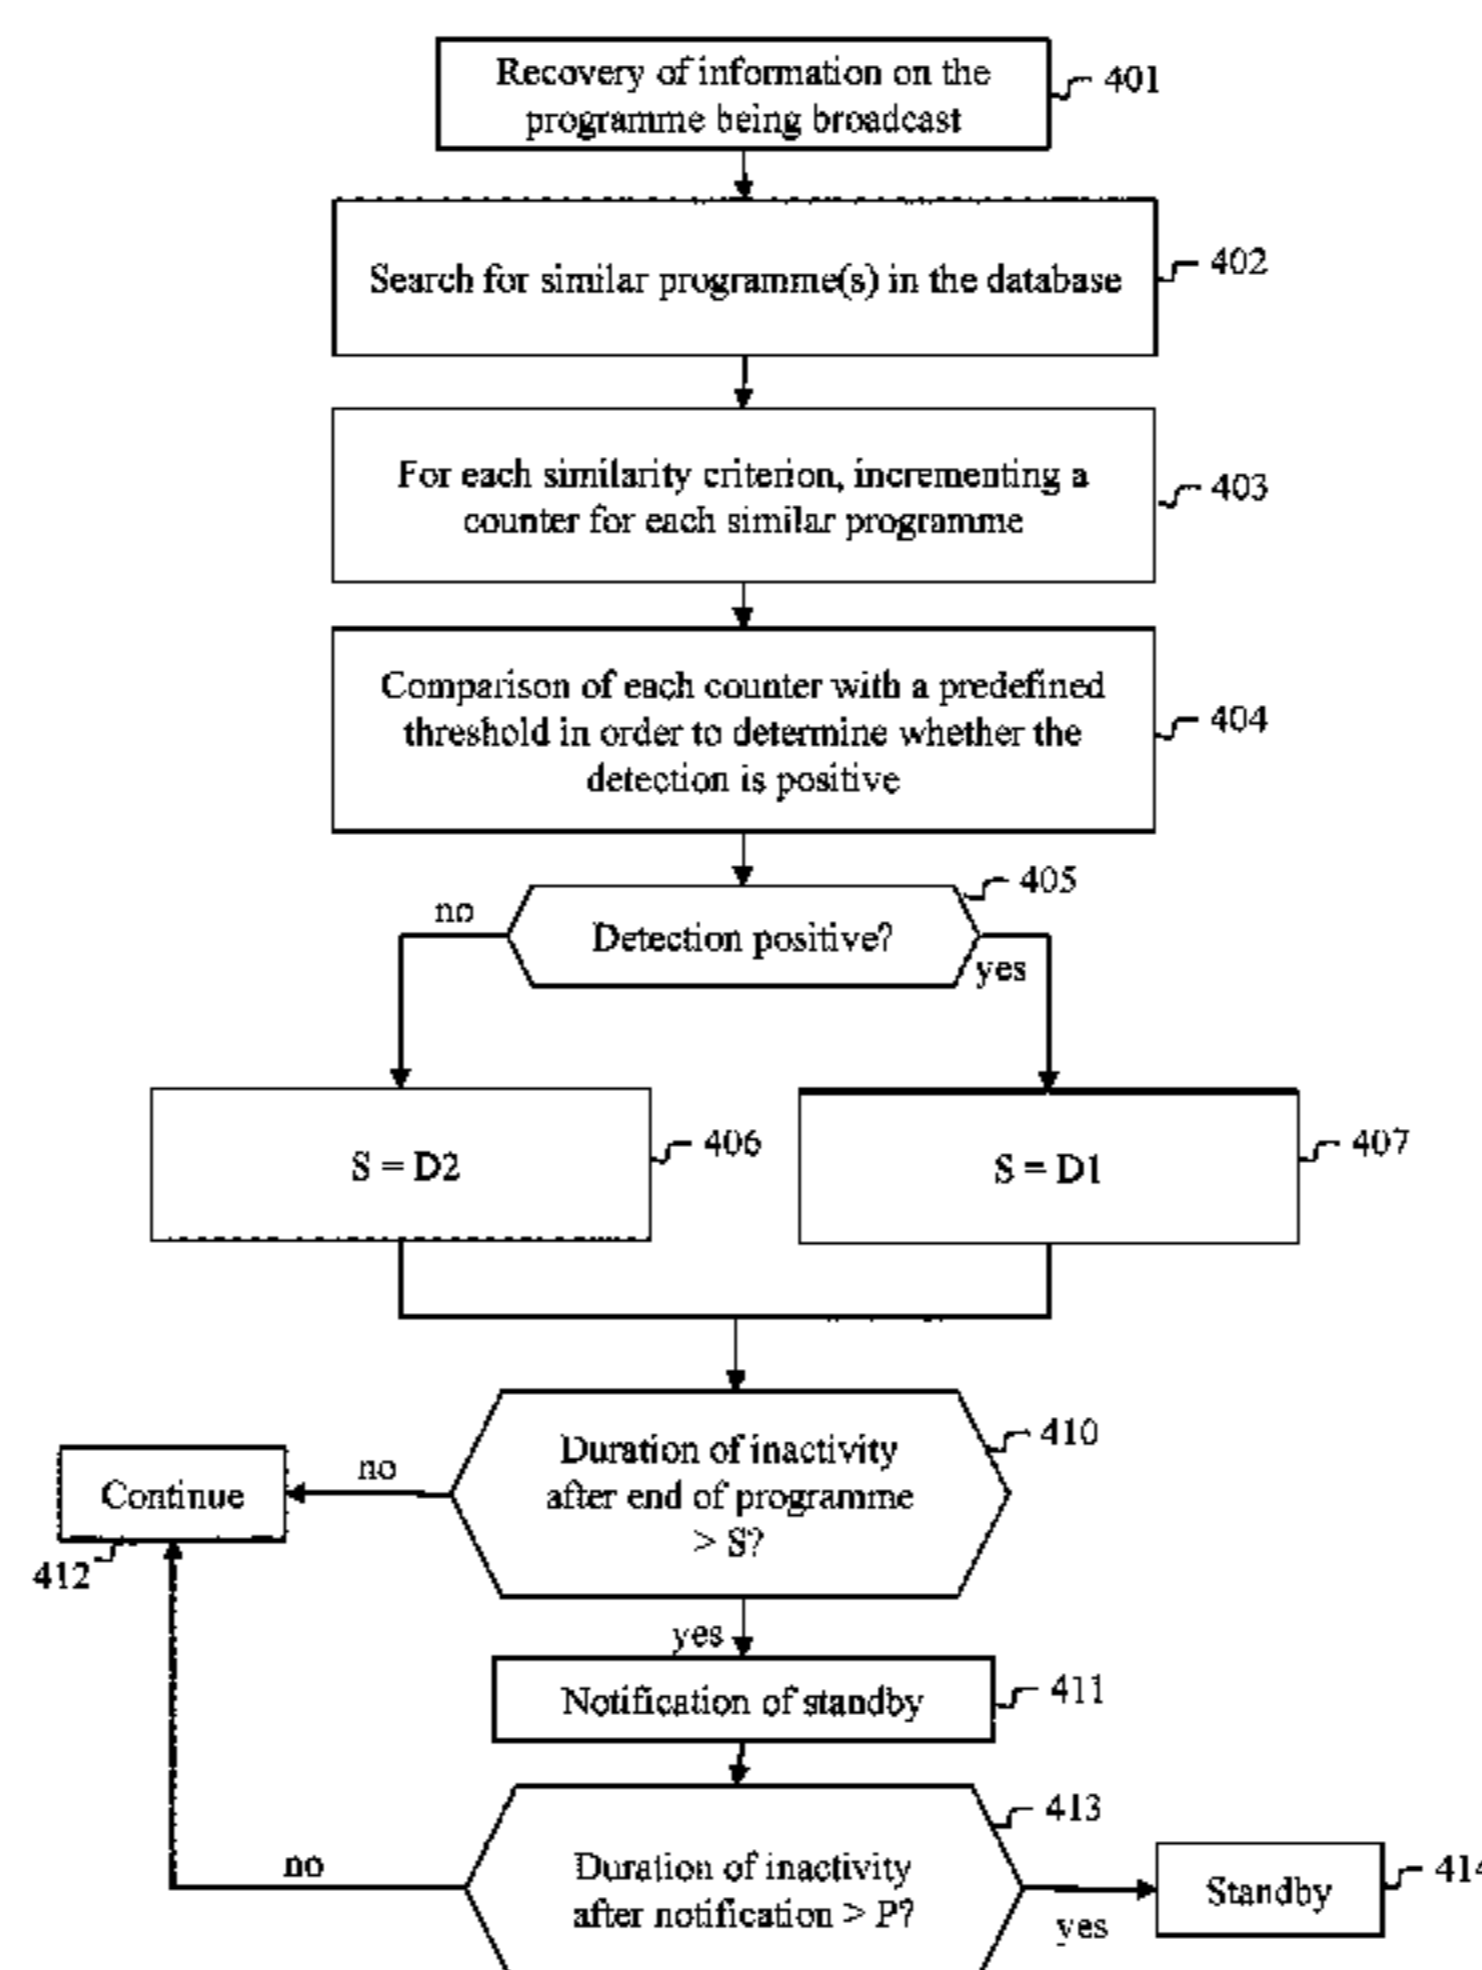 Recovery of information on the
programme being broadcast
401
Search for similar programme(s) in the database
402
For each similarity criterion, incrementing a
counter for each similar programme
403
Comparison of each counter with a predefined
threshold in order to determine whether the
detection is positive
404
405
no
Detection positive?
yes
S = D2
406
S = D1
407
Duration of inactivity
after end of programme
> S?
410
no
Continue
412
yes
Notification of standby
411
413
Duration of inactivity
after notification > P?
no
yes
Standby
414